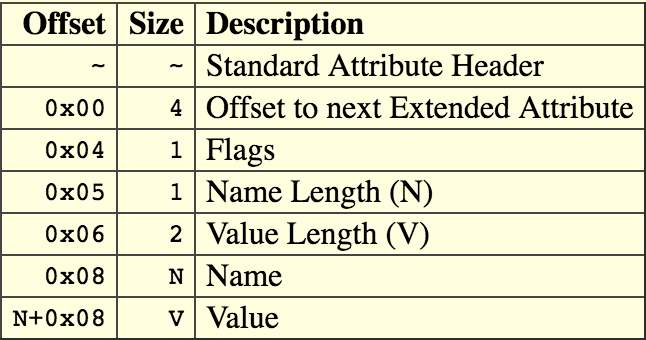 Offset Size Description
~ ~ Standard Attribute Header
0x00 4 Offset to next Extended Attribute
0x04 1 Flags
0x05 1 Name Length (N)
0x06 2 Value Length (V)
0x08 N Name
N+0x08 V Value